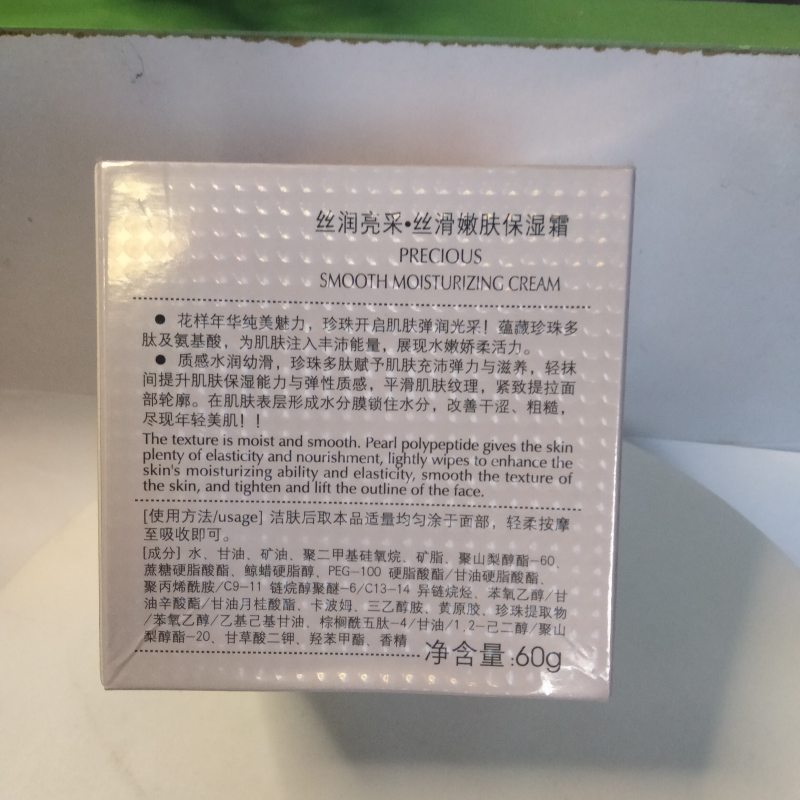 丝润亮采•丝滑嫩肤保湿霜
PRECIOUS
SMOOTH MOISTURIZING CREAM
● 花样年华纯美魅力，珍珠开启肌肤弹润光采！蕴藏珍珠多
肽及氨基酸，为肌肤注入丰沛能量，展现水嫩娇柔活力。
● 质感水润幼滑，珍珠多肽赋予肌肤充沛弹力与滋养，轻抹
间提升肌肤保湿能力与弹性质感，平滑肌肤纹理，紧致提拉面
部轮廓。在肌肤表层形成水分膜锁住水分，改善干涩、粗糙，
尽现年轻美肌！！
The texture is moist and smooth. Pearl polypeptide gives the skin
plenty of elasticity and nourishment, lightly wipes to enhance the
skin's moisturizing ability and elasticity, smooth the texture of
the skin, and tighten and lift the outline of the face.
[使用方法/usage] 洁肤后取本品适量均匀涂于面部，轻柔按摩
至吸收即可。
[成分] 水、甘油、矿油、聚二甲基硅氧烷、矿脂、聚山梨醇酯-60、
蔗糖硬脂酸酯、鲸蜡硬脂醇、PEG-100 硬脂酸酯/甘油硬脂酸酯、
聚丙烯酰胺/C9-11 链烷醇聚醚-6/C13-14 异链烷烃、苯氧乙醇/甘
油辛酸酯/甘油月桂酸酯、卡波姆、三乙醇胺、黄原胶、珍珠提取物
/苯氧乙醇/乙基己基甘油、棕榈酰五肽-4/甘油/1,2-己二醇/聚山
梨醇酯-20、甘草酸二钾、羟苯甲酯、香精
净含量:60g